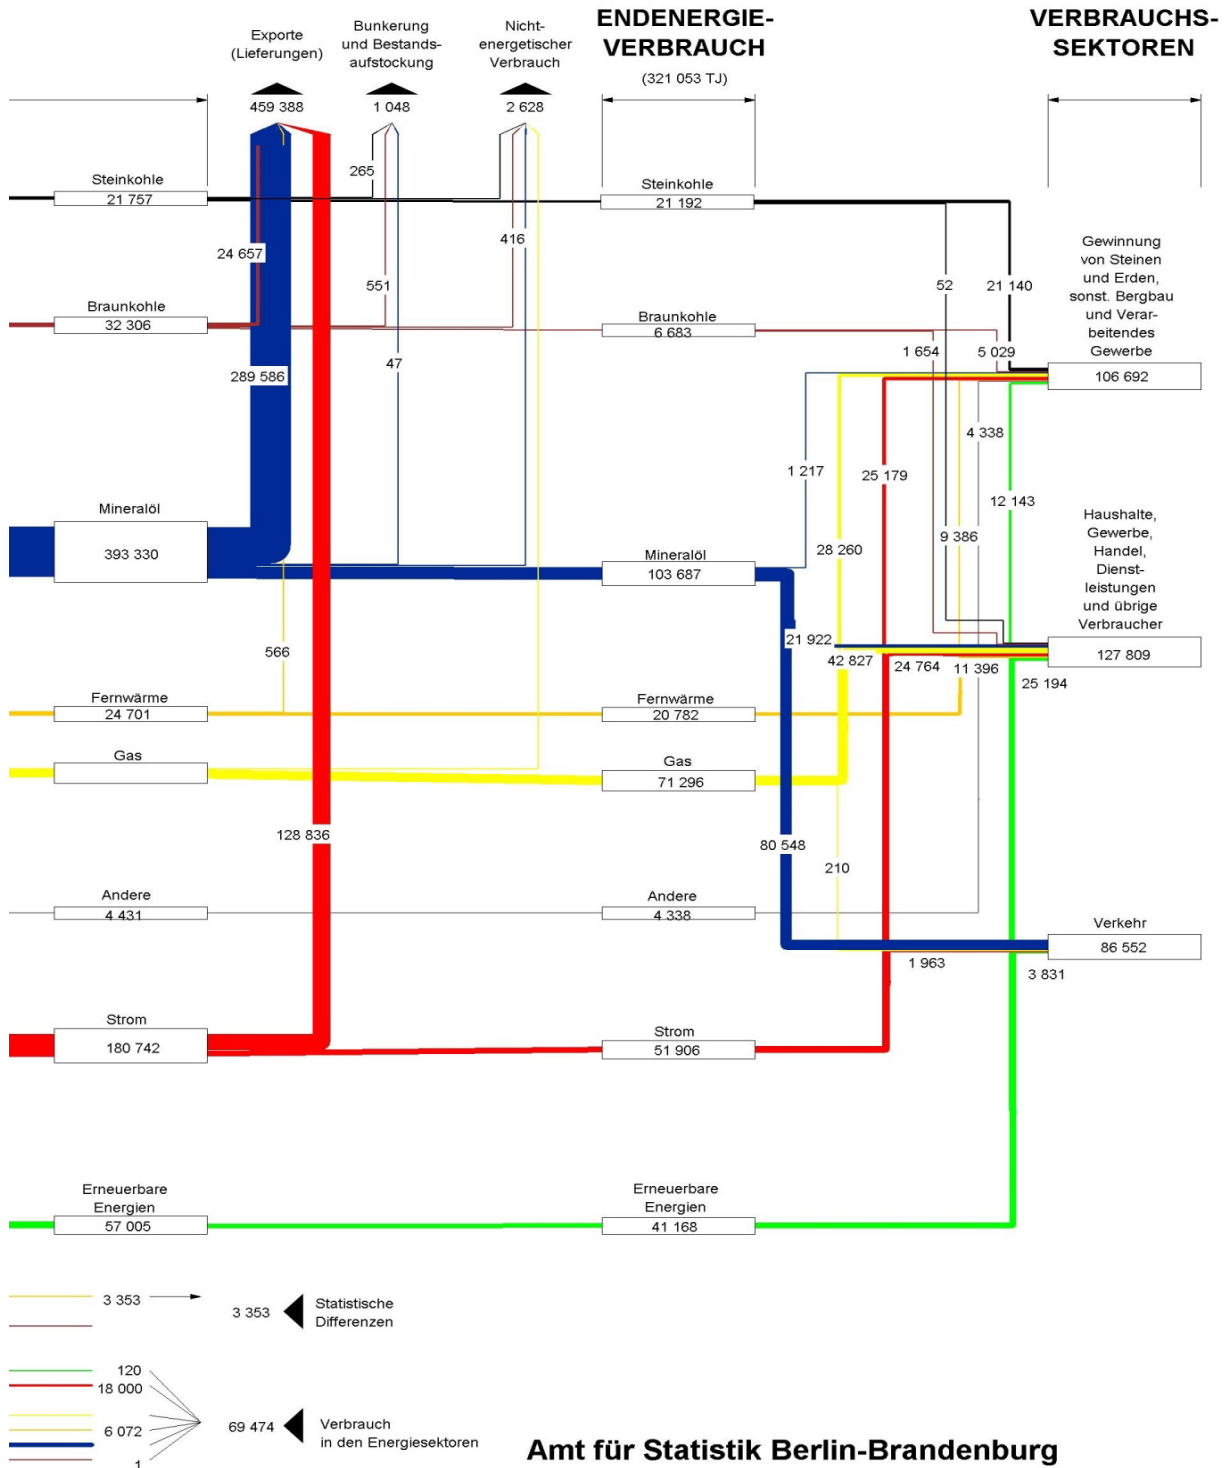 Exporte
(Lieferungen)
Bunkerung
und Bestands-
aufstockung
Nicht-
energetischer
Verbrauch
ENDENERGIE-
VERBRAUCH
(321 053 TJ)
VERBRAUCHS-
SEKTOREN
459 388
1 048
2 628
265
Steinkohle
21 757
Steinkohle
21 192
24 657
416
551
52
21 140
Gewinnung
von Steinen
und Erden,
sonst. Bergbau
und Verar-
beitendes
Gewerbe
106 692
Braunkohle
32 306
Braunkohle
6 683
1 654
5 029
47
289 586
4 338
1 217
25 179
12 143
Mineralöl
393 330
Mineralöl
103 687
28 260
9 386
Haushalte,
Gewerbe,
Handel,
Dienst-
leistungen
und übrige
Verbraucher
127 809
566
21 922
42 827
24 764
11 396
25 194
Fernwärme
24 701
Fernwärme
20 782
Gas
Gas
71 296
128 836
80 548
210
Andere
4 431
Andere
4 338
Verkehr
86 552
1 963
3 831
Strom
180 742
Strom
51 906
Erneuerbare
Energien
57 005
Erneuerbare
Energien
41 168
3 353
3 353
Statistische
Differenzen
120
18 000
6 072
1
69 474
Verbrauch
in den Energiesektoren
Amt für Statistik Berlin-Brandenburg